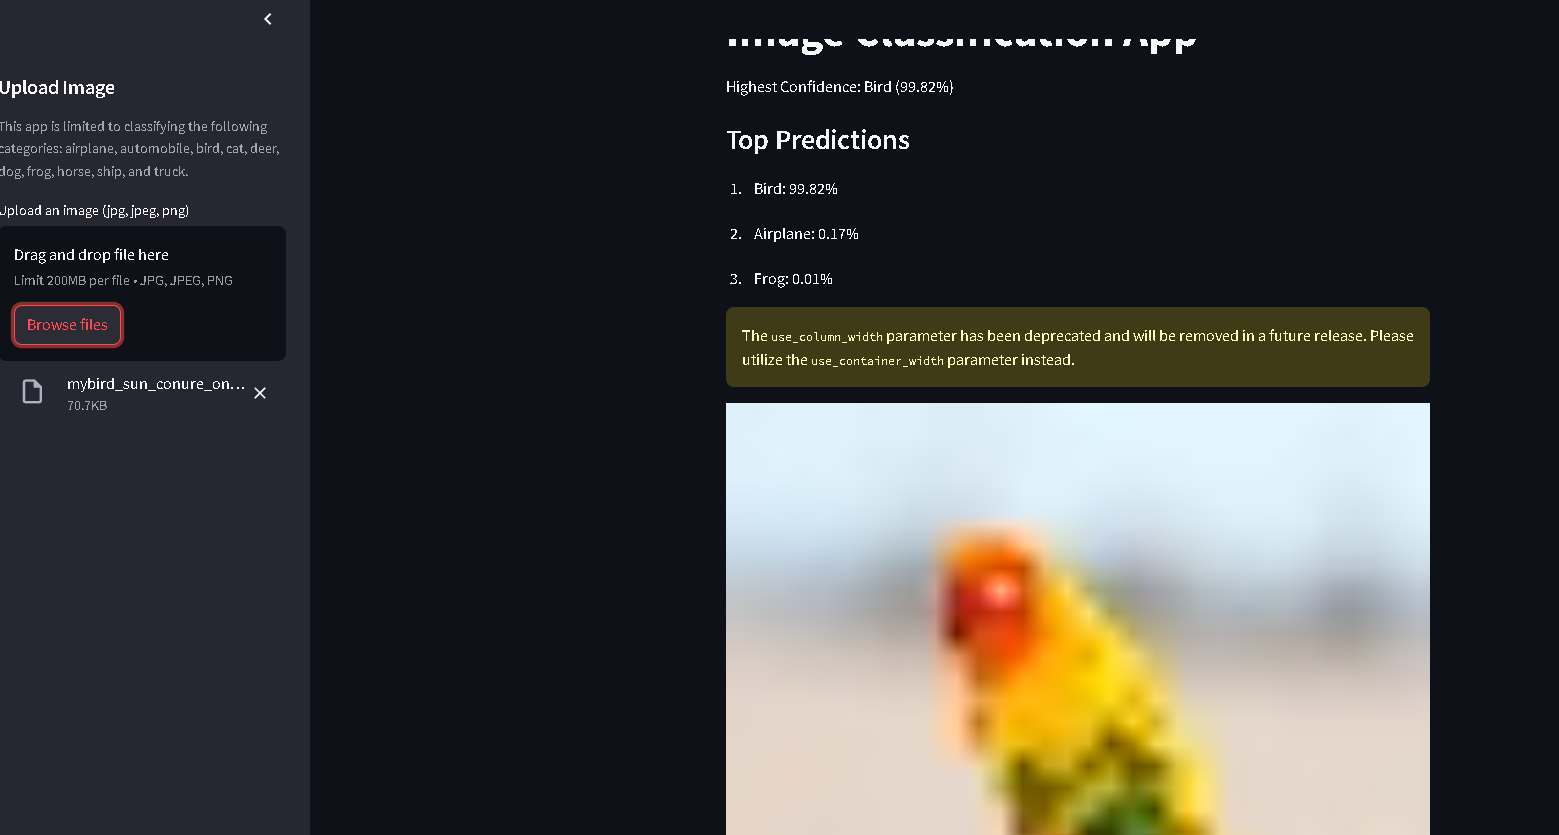 Upload Image
This app is limited to classifying the following
categories: airplane, automobile, bird, cat, deer,
dog, frog, horse, ship, and truck.
Upload an image (jpg, jpeg, png)
Drag and drop file here
Limit 200MB per file • JPG, JPEG, PNG
Browse files
mybird_sun_conure_on...
70.7KB
Image Classification App
Highest Confidence: Bird (99.82%)
Top Predictions
1. Bird: 99.82%
2. Airplane: 0.17%
3. Frog: 0.01%
The use_column_width parameter has been deprecated and will be removed in a future release. Please
utilize the use_container_width parameter instead.